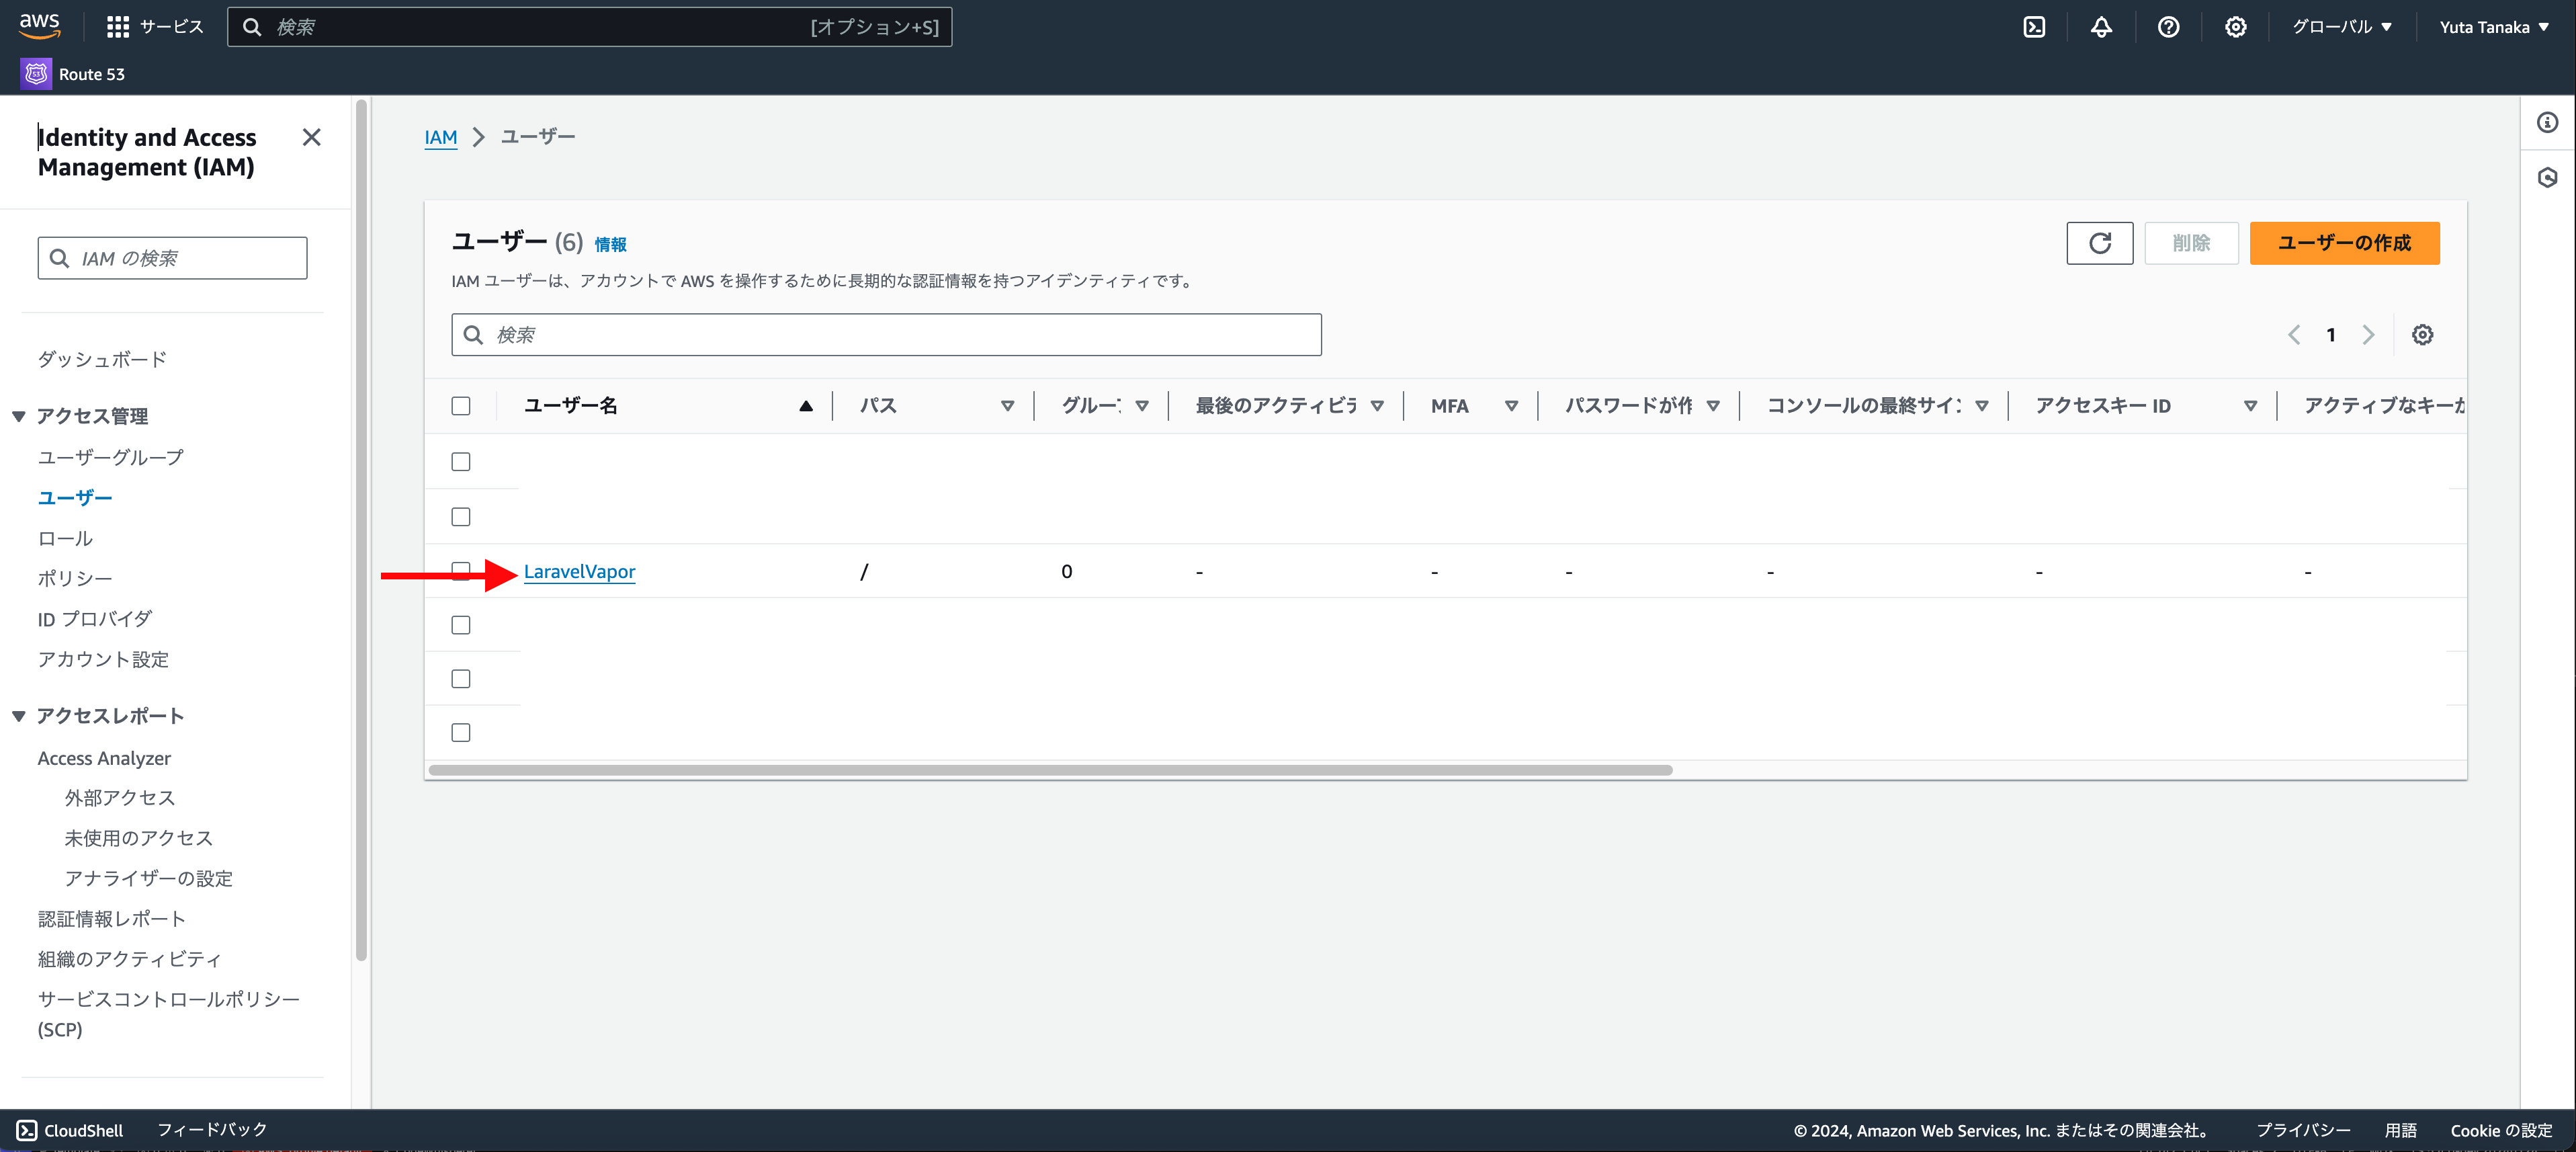 aws
サービス
検索
[オプション+S]
グローバル
Yuta Tanaka
Route 53
Identity and Access
Management (IAM)
IAM の検索
ダッシュボード
アクセス管理
ユーザーグループ
ユーザー
ロール
ポリシー
ID プロバイダ
アカウント設定
アクセスレポート
Access Analyzer
外部アクセス
未使用のアクセス
アナライザーの設定
認証情報レポート
組織のアクティビティ
サービスコントロールポリシー
(SCP)
IAM
ユーザー
ユーザー (6) 情報
削除
ユーザーの作成
IAM ユーザーは、アカウントで AWS を操作するために長期的な認証情報を持つアイデンティティです。
検索
1
ユーザー名
パス
グルー
最後のアクティビテ
MFA
パスワードが作
コンソールの最終サイ
アクセスキー ID
アクティブなキーが
LaravelVapor / 0 - - - - - -
CloudShell
フィードバック
© 2024, Amazon Web Services, Inc. またはその関連会社。
プライバシー
用語
Cookie の設定